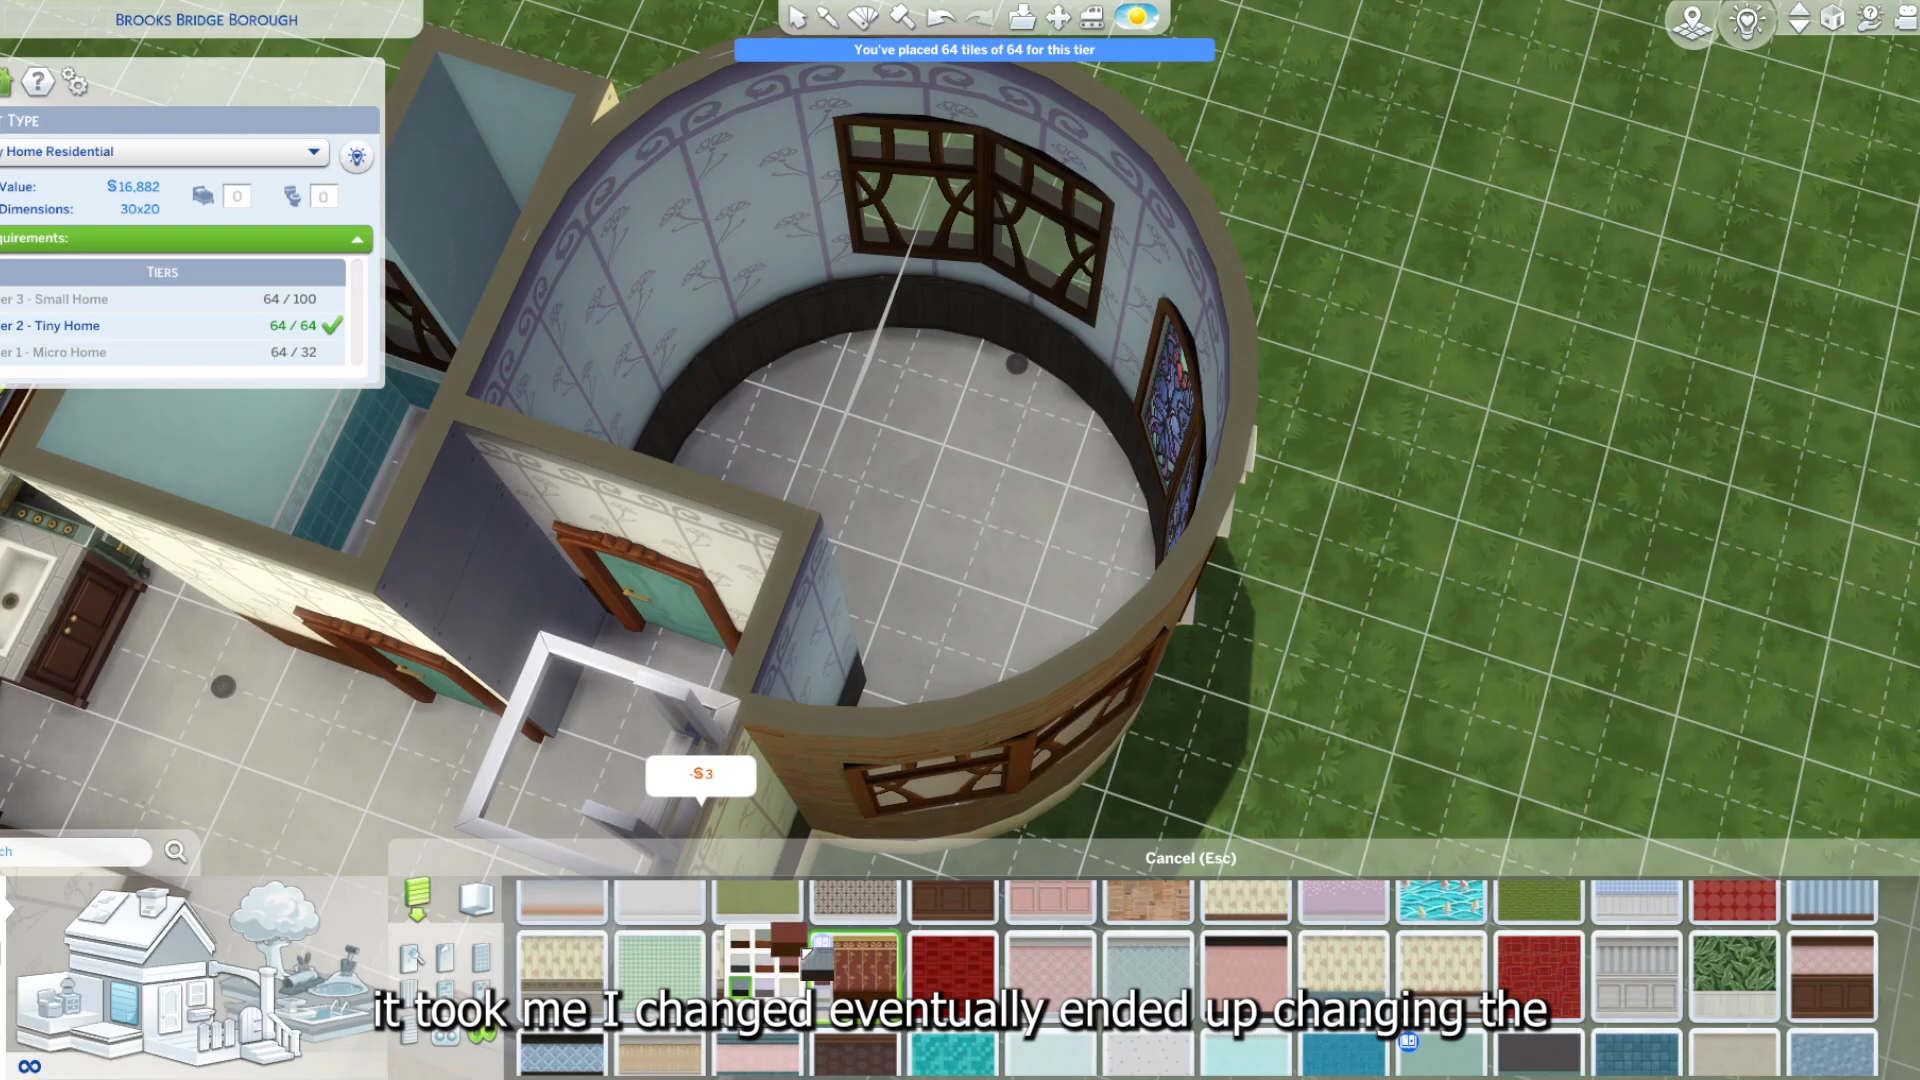 BROOKS BRIDGE BOROUGH
You've placed 64 tiles of 64 for this tier
TYPE
Home Residential
Value: §16,882
0
0
Dimensions: 30x20
quirements:
TIERS
er 3 - Small Home 64 / 100
er 2 - Tiny Home 64 / 64
er 1 - Micro Home 64 / 32
-§3
ch
Cancel (Esc)
it took me I changed eventually ended up changing the